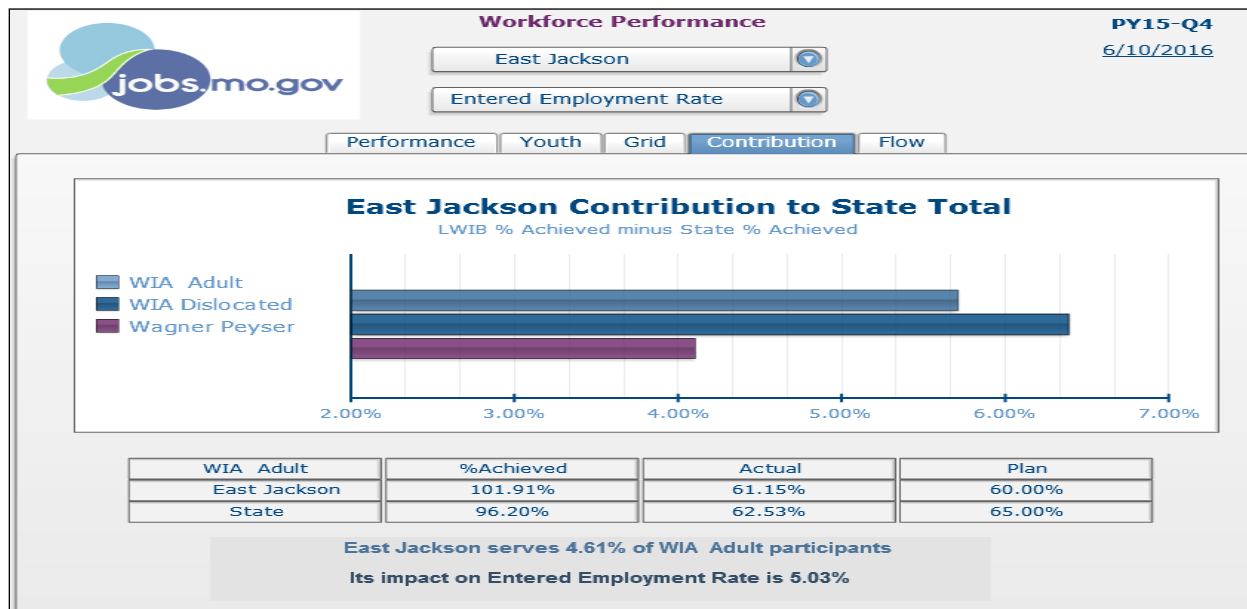 Workforce Performance
PY15-Q4
6/10/2016
jobs.mo.gov
East Jackson
Entered Employment Rate
Performance Youth Grid Contribution Flow
East Jackson Contribution to State Total
LWIB % Achieved minus State % Achieved
WIA Adult
WIA Dislocated
Wagner Peyser
2.00% 3.00% 4.00% 5.00% 6.00% 7.00%
WIA Adult %Achieved Actual Plan
East Jackson 101.91% 61.15% 60.00%
State 96.20% 62.53% 65.00%
East Jackson serves 4.61% of WIA Adult participants
Its impact on Entered Employment Rate is 5.03%